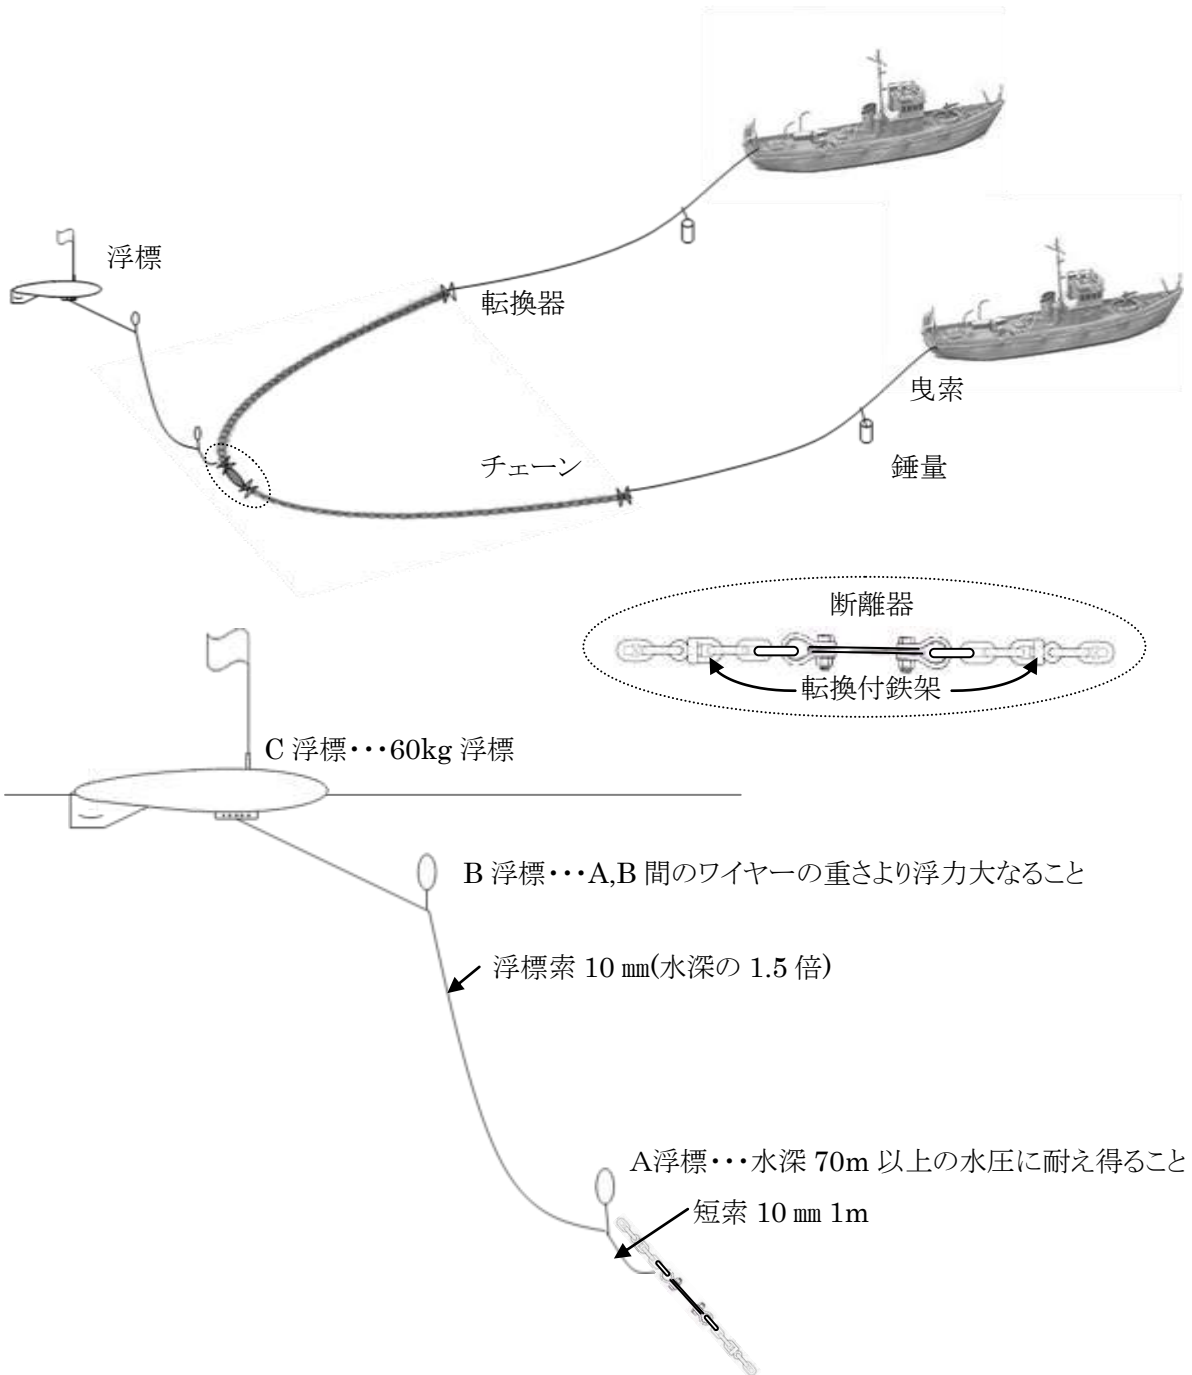 浮標
転換器
曳索
チェーン
錘量
断離器
転換付鉄架
C 浮標・・・60kg 浮標
B 浮標・・・A,B 間のワイヤーの重さより浮力大なること
浮標索 10 ㎜(水深の 1.5 倍)
A浮標・・・水深 70m 以上の水圧に耐え得ること
短索 10 ㎜ 1m